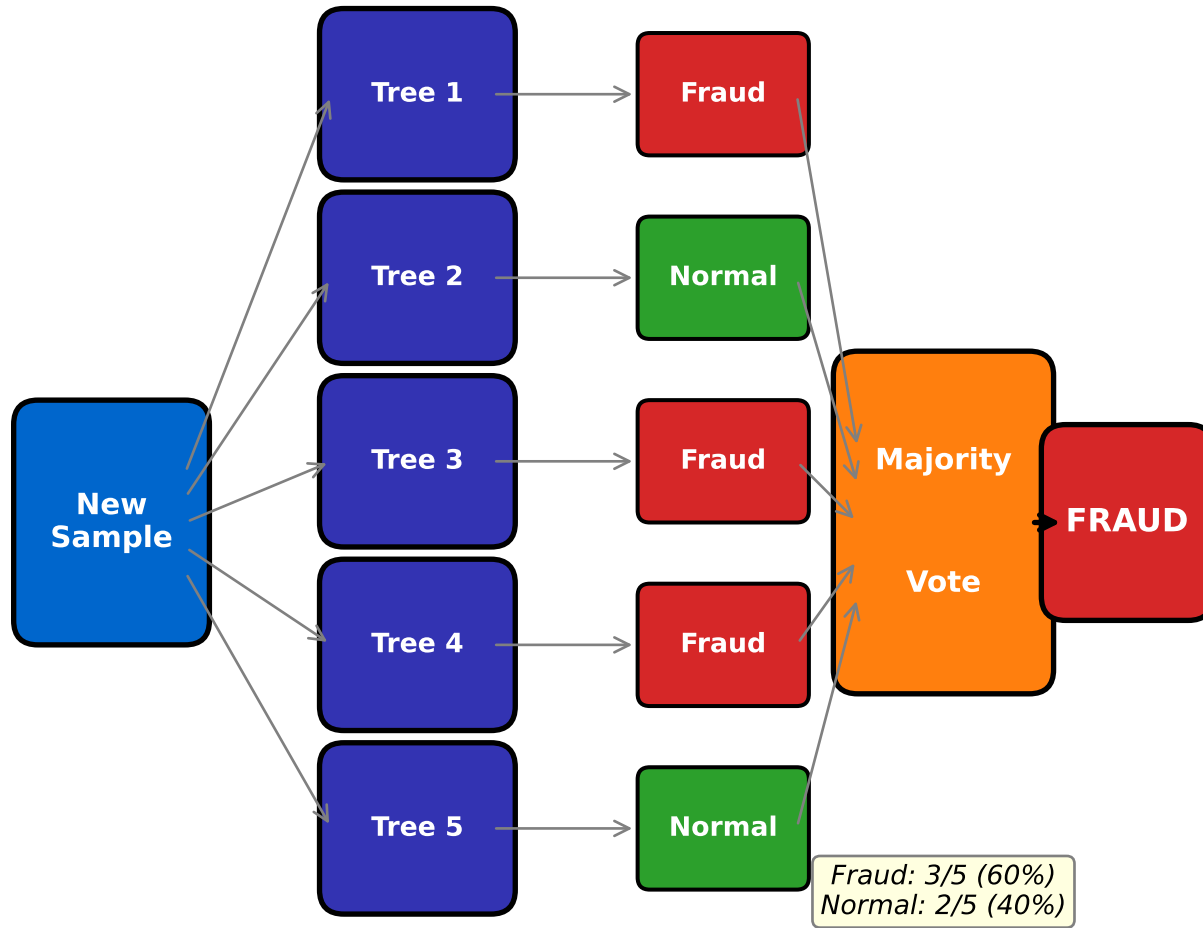 Tree 1
Fraud
Tree 2
Normal
Tree 3
Fraud
New
Sample
Majority
Vote
FRAUD
Tree 4
Fraud
Tree 5
Normal
Fraud: 3/5 (60%)
Normal: 2/5 (40%)